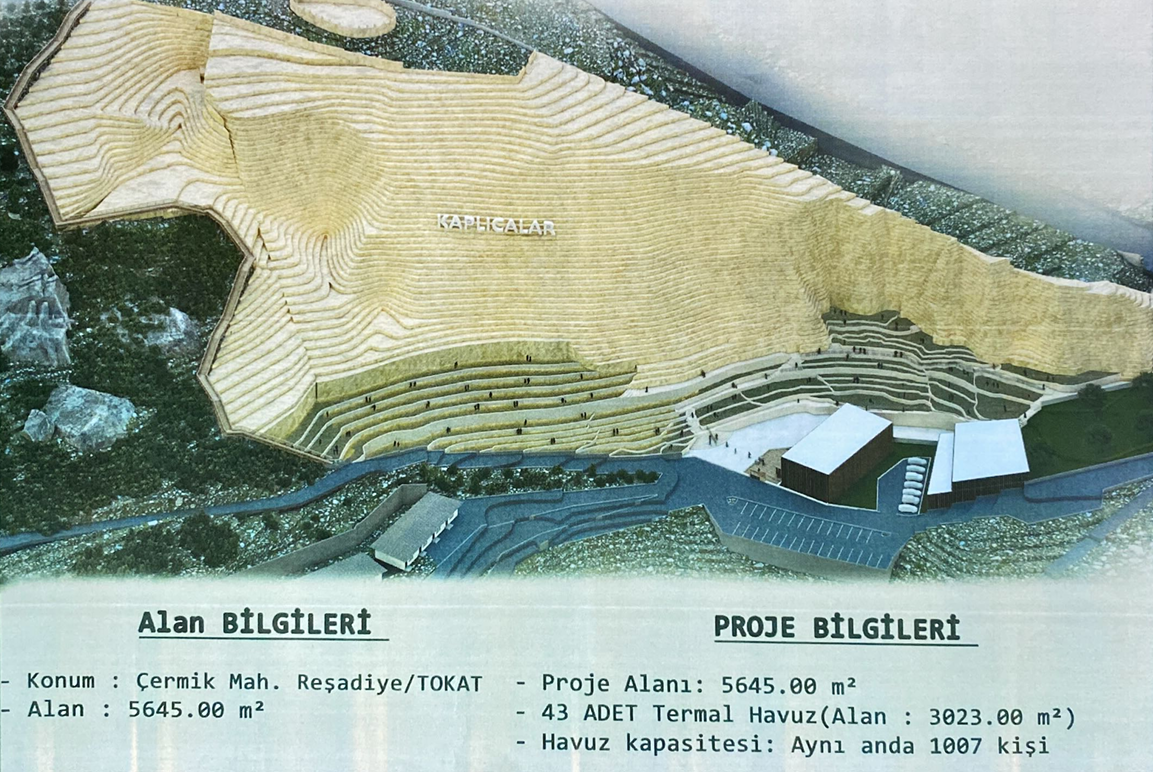 KAPLICALAR
Alan BİLGİLERİ
- Konum : Çermik Mah. Reşadiye/TOKAT
- Alan : 5645.00 m²
PROJE BİLGİLERİ
- Proje Alanı: 5645.00 m²
- 43 ADET Termal Havuz(Alan : 3023.00 m²)
- Havuz kapasitesi: Aynı anda 1007 kişi